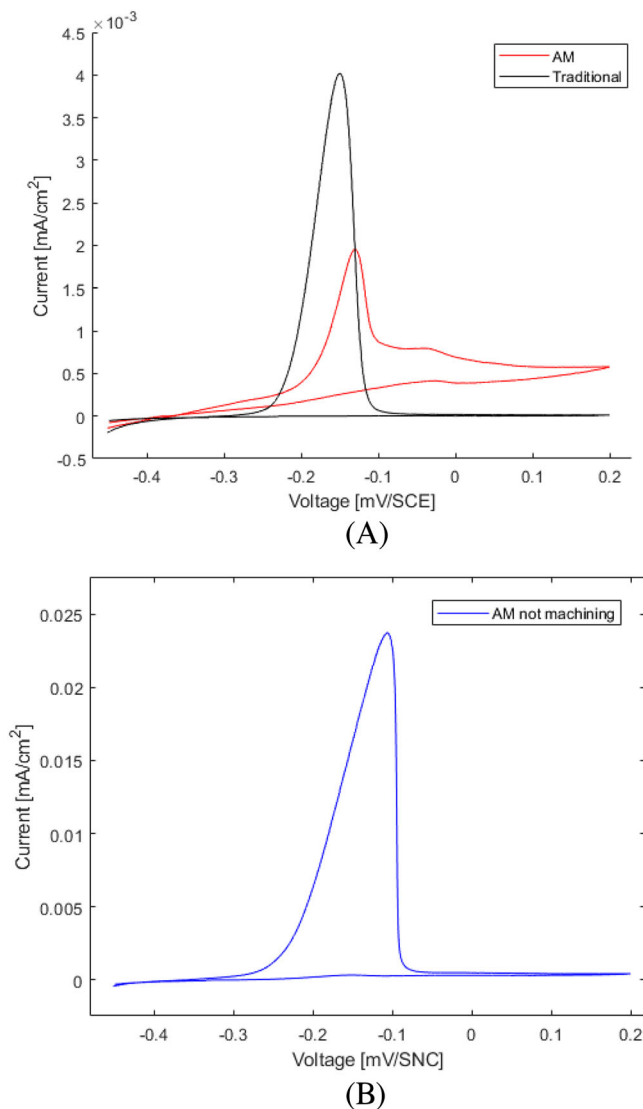 ×10⁻³
4.5
4
3.5
3
2.5
2
1.5
1
0.5
0
-0.5
Current [mA/cm²]
AM
Traditional
-0.4 -0.3 -0.2 -0.1 0 0.1 0.2
Voltage [mV/SCE]
(A)
0.025
0.02
0.015
0.01
0.005
0
Current [mA/cm²]
AM not machining
-0.4 -0.3 -0.2 -0.1 0 0.1 0.2
Voltage [mV/SNC]
(B)